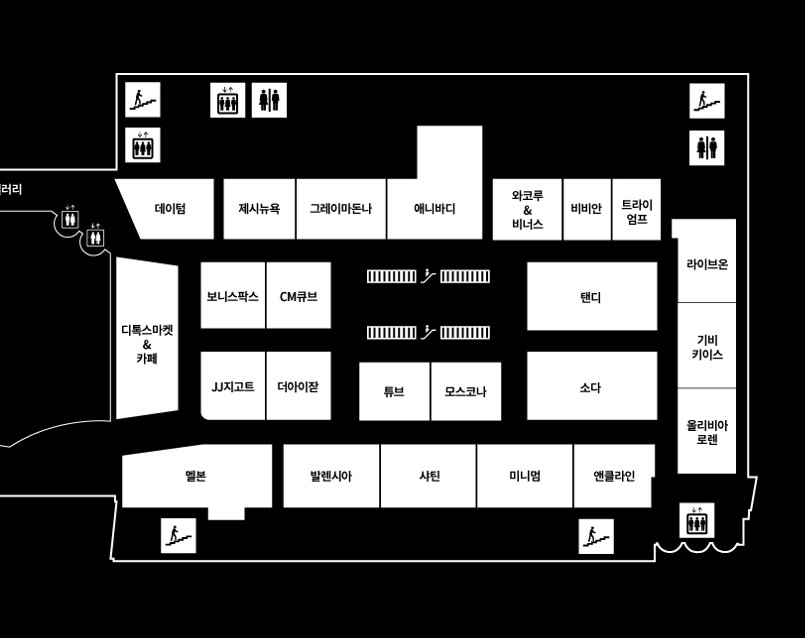 러리
데이텀
제시뉴욕
그레이마돈나
애니바디
와코루
&
비너스
비비안
트라이
엄프
라이브온
디톡스마켓
&
카페
보니스팍스
CM큐브
탠디
기비
키이스
JJ지고트
더아이잗
튜브
모스코나
소다
올리비아
로렌
멜본
발렌시아
샤틴
미니멈
앤클라인